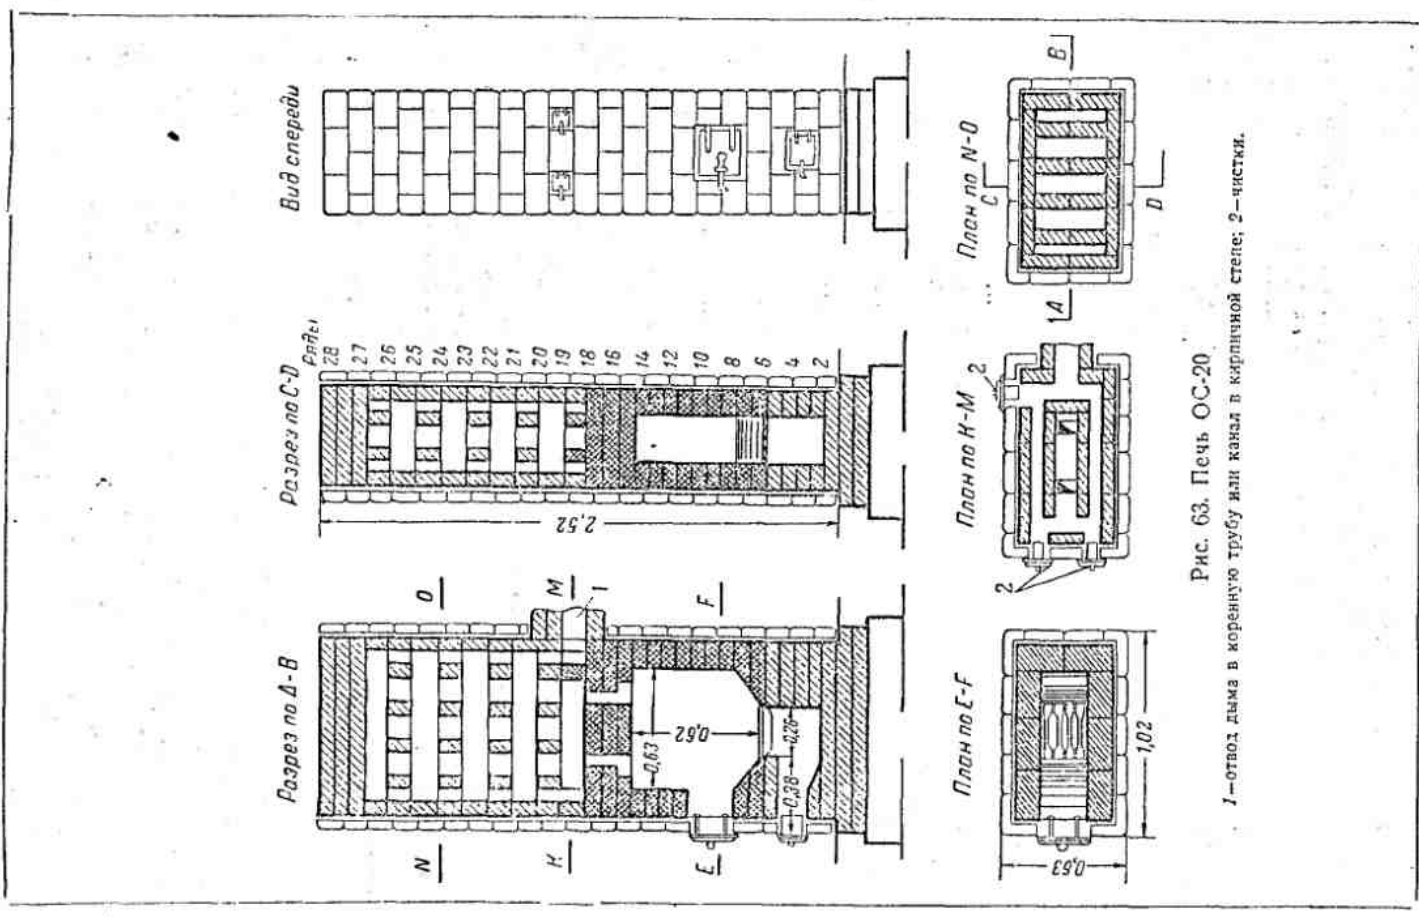 Разрез по А-В
Разрез по С-D
Вид спереди
Ряды
28
27
26
25
24
23
22
21
20
19
18
16
14
12
10
8
6
4
2
N
O
К
М
1
E
F
0,63
0,62
0,26
0,38
2,52
План по E-F
План по К-М
План по N-O
0,63
1,02
2
2
A
B
C
D
Рис. 63. Печь ОС-20
1—отвод дыма в коренную трубу или канал в кирпичной степе; 2—чистки.